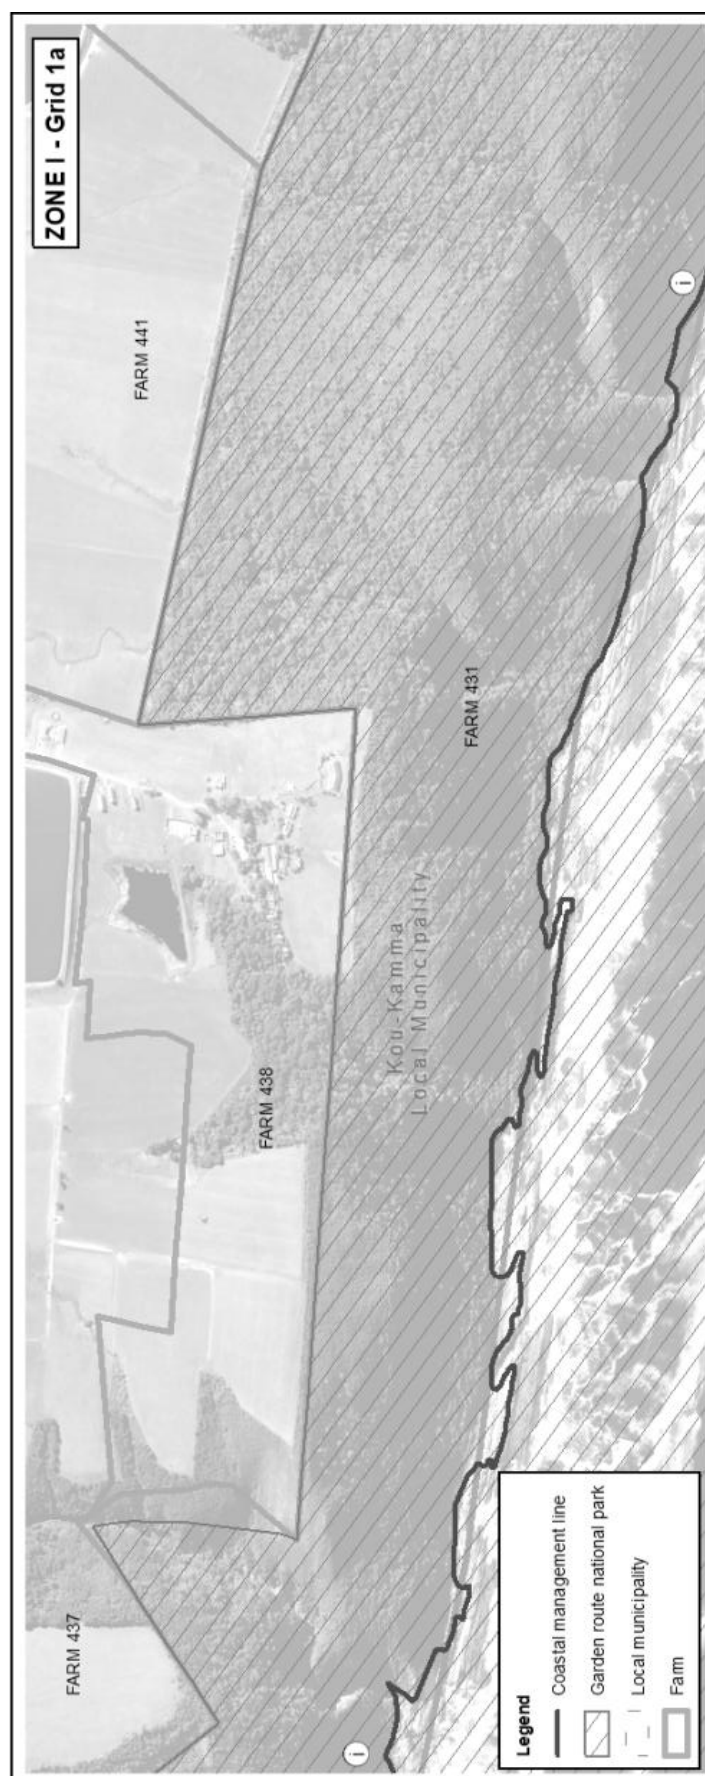 ZONE I - Grid 1a
FARM 441
FARM 431
Kou-Kamma
Local Municipality
FARM 438
FARM 437
i
i
Legend
Coastal management line
Garden route national park
Local municipality
Farm